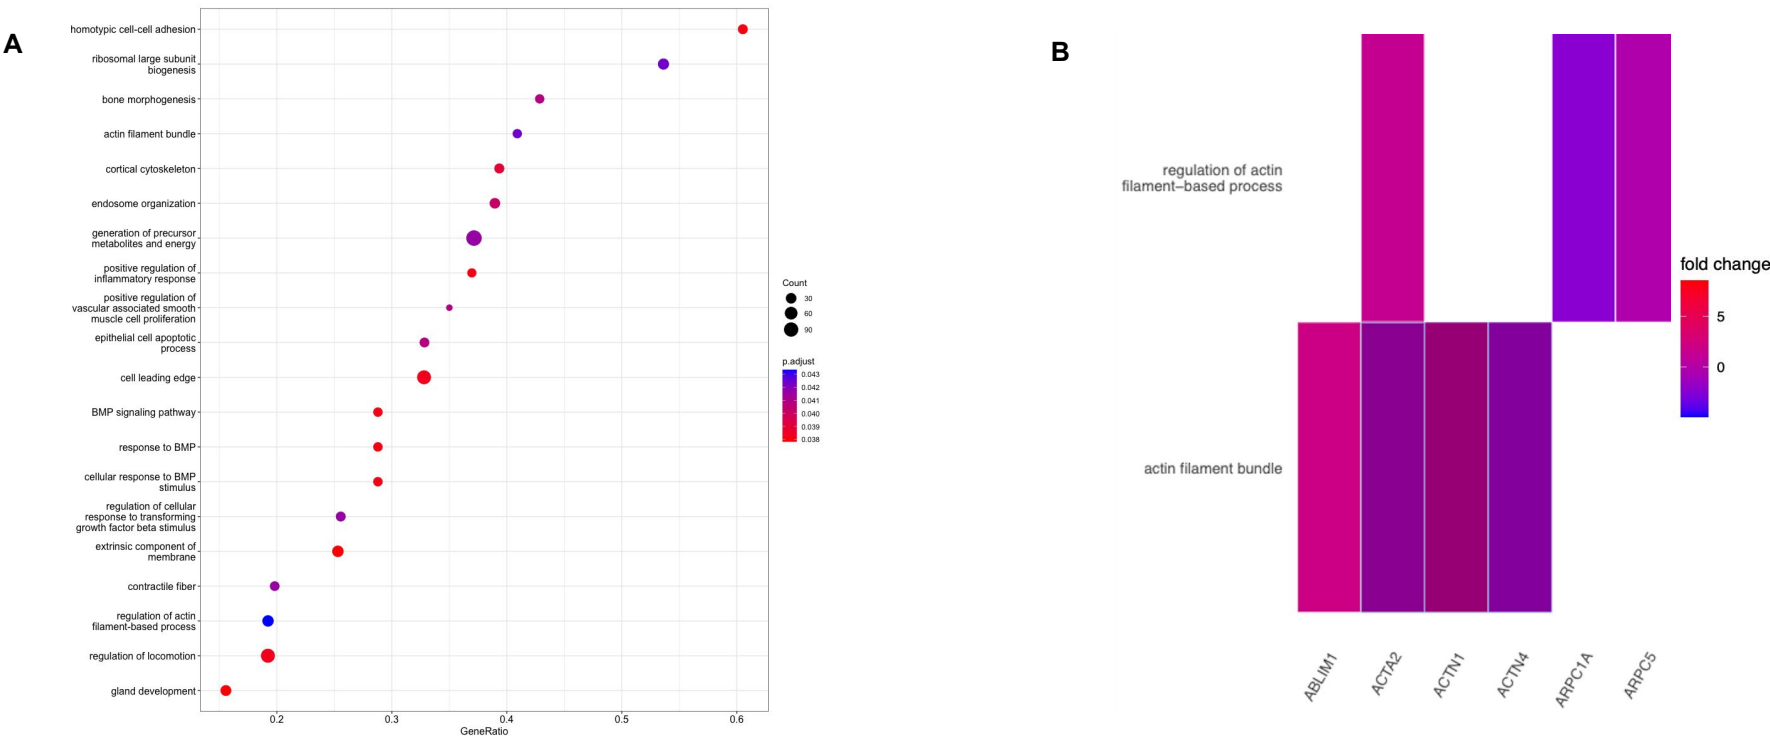 A
homotypic cell-cell adhesion
ribosomal large subunit
biogenesis
bone morphogenesis
actin filament bundle
cortical cytoskeleton
endosome organization
generation of precursor
metabolites and energy
positive regulation of
inflammatory response
positive regulation of
vascular associated smooth
muscle cell proliferation
epithelial cell apoptotic
process
cell leading edge
BMP signaling pathway
response to BMP
cellular response to BMP
stimulus
regulation of cellular
response to transforming
growth factor beta stimulus
extrinsic component of
membrane
contractile fiber
regulation of actin
filament-based process
regulation of locomotion
gland development
0.2 0.3 0.4 0.5 0.6
GeneRatio
Count
30
60
90
p.adjust
0.043
0.042
0.041
0.040
0.039
0.038
B
regulation of actin
filament−based process
actin filament bundle
ABLIM1
ACTA2
ACTN1
ACTN4
ARPC1A
ARPC5
fold change
5
0